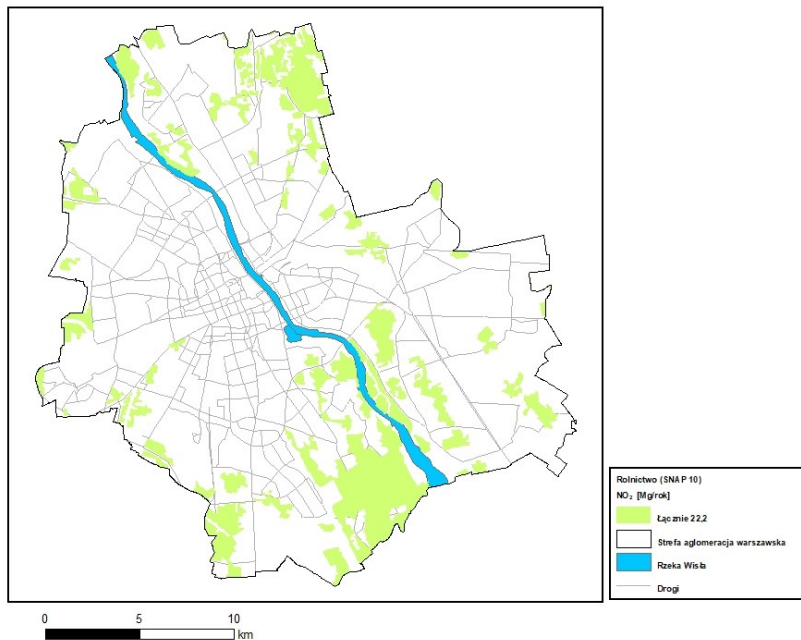 Rolnictwo (SNAP 10)
NO₂ [Mg/rok]
Łącznie 22,2
Strefa aglomeracja warszawska
Rzeka Wisła
Drogi
0 5 10
km